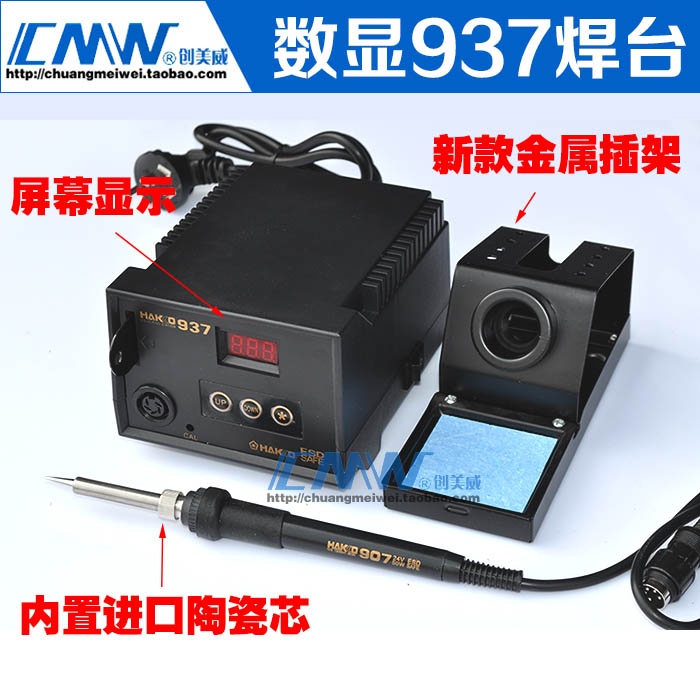 CMW®创美威
http://chuangmeiwei.taobao.com
数显937焊台
新款金属插架
屏幕显示
HAKKO 937
UP DOWN *
CAL
HAKKO ESD SAFE
CMW®创美威
http://chuangmeiwei.taobao.com
HAKKO 907 24V 50W ESD SAFE
内置进口陶瓷芯